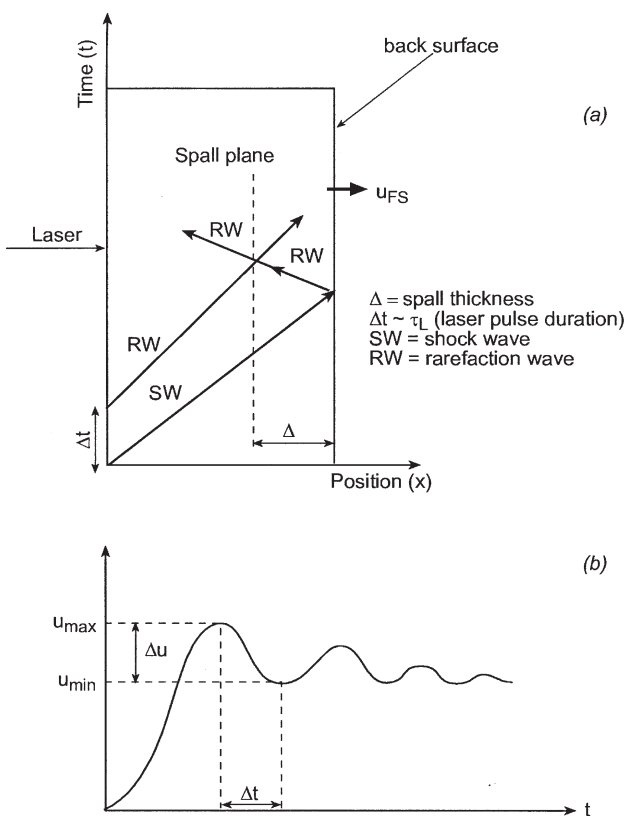 Time (t)
back surface
(a)
Spall plane
u_FS
RW
RW
Laser
Δ = spall thickness
Δt ~ τ_L (laser pulse duration)
SW = shock wave
RW = rarefaction wave
RW
SW
Δt
Δ
Position (x)
(b)
u_max
Δu
u_min
Δt
t